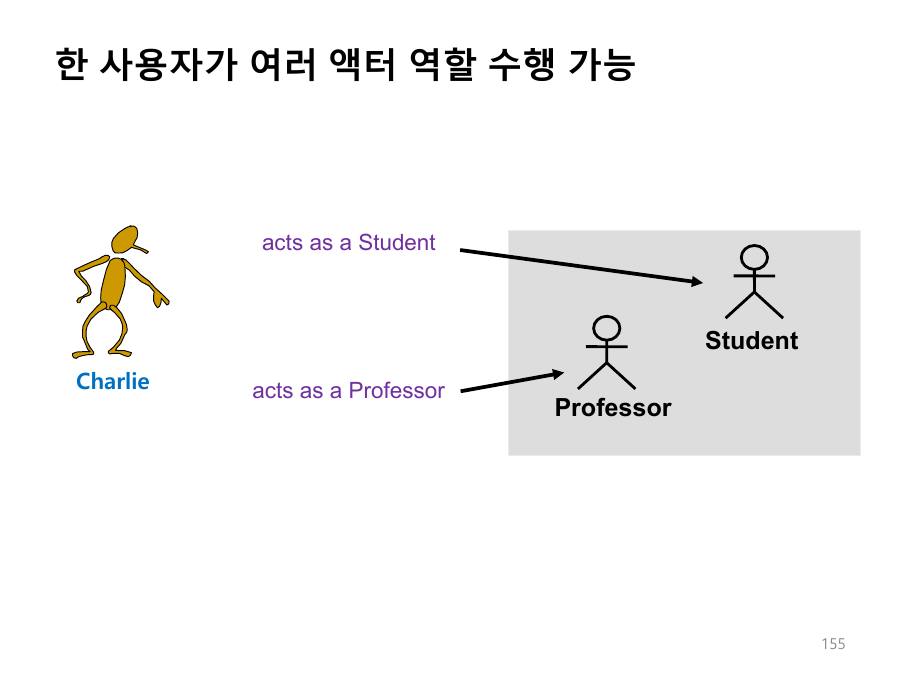 한 사용자가 여러 액터 역할 수행 가능
acts as a Student
Student
Charlie
acts as a Professor
Professor
155